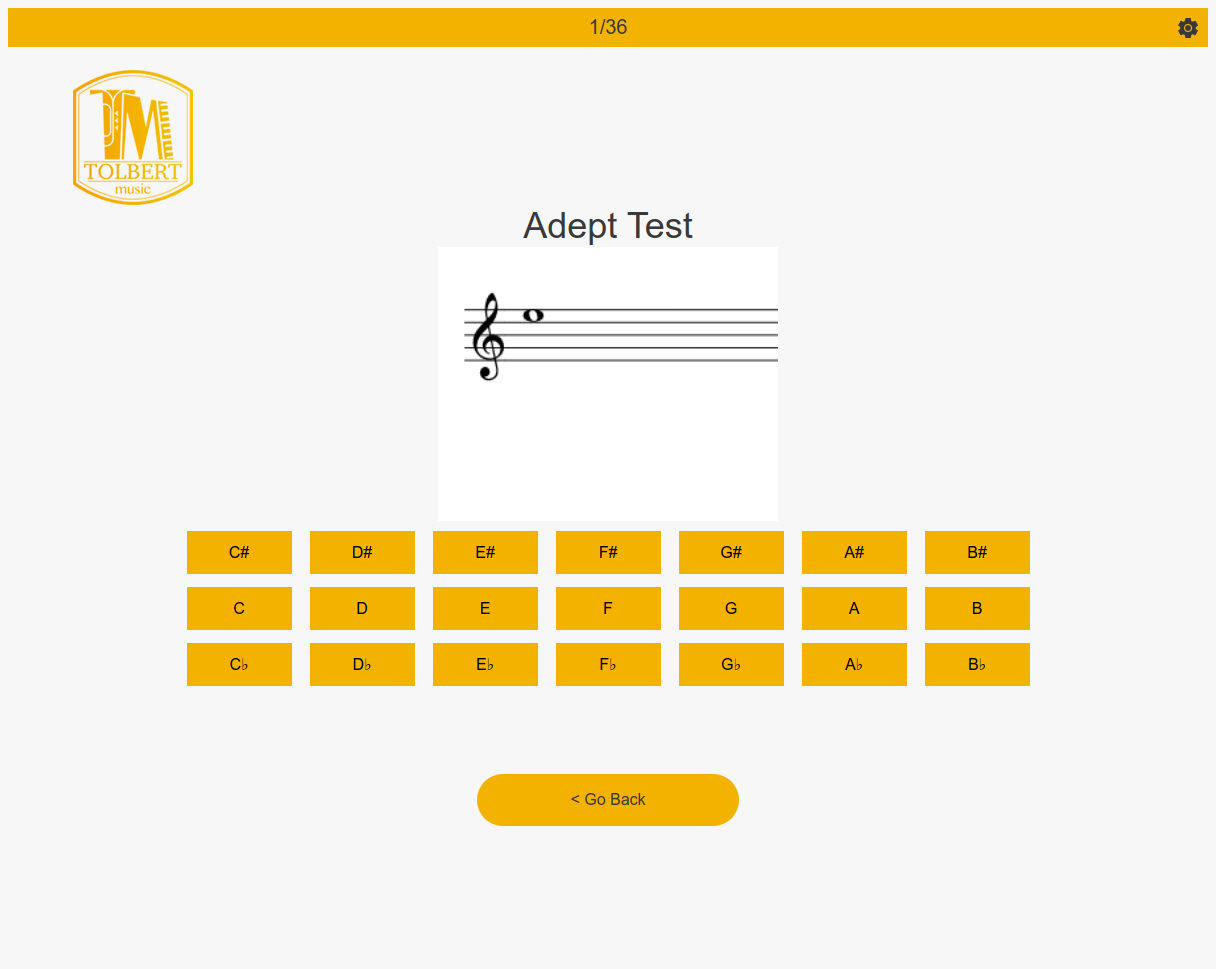 1/36
TM
TOLBERT
music
Adept Test
C# D# E# F# G# A# B#
C D E F G A B
C♭ D♭ E♭ F♭ G♭ A♭ B♭
< Go Back